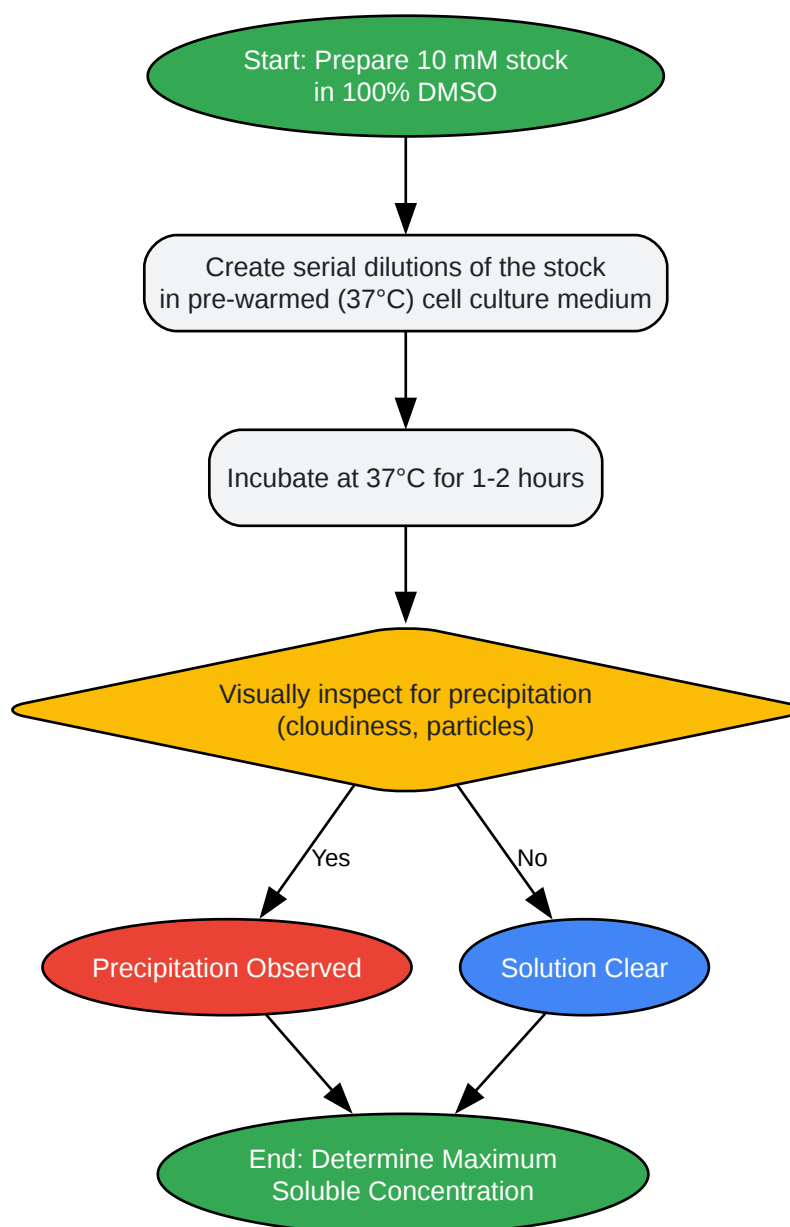 Start: Prepare 10 mM stock
in 100% DMSO
Create serial dilutions of the stock
in pre-warmed (37°C) cell culture medium
Incubate at 37°C for 1-2 hours
Visually inspect for precipitation
(cloudiness, particles)
Yes
No
Precipitation Observed
Solution Clear
End: Determine Maximum
Soluble Concentration